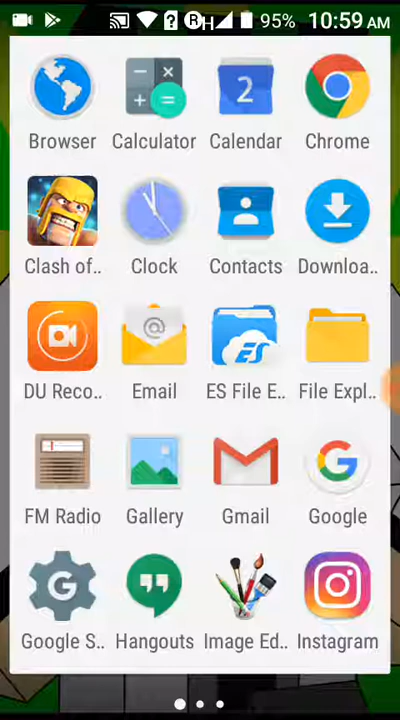 R H 95% 10:59 AM
Browser Calculator Calendar Chrome
2
Clash of.. Clock Contacts Downloa..
DU Reco.. Email ES File E.. File Expl..
@
ES
FM Radio Gallery Gmail Google
Google S.. Hangouts Image Ed.. Instagram